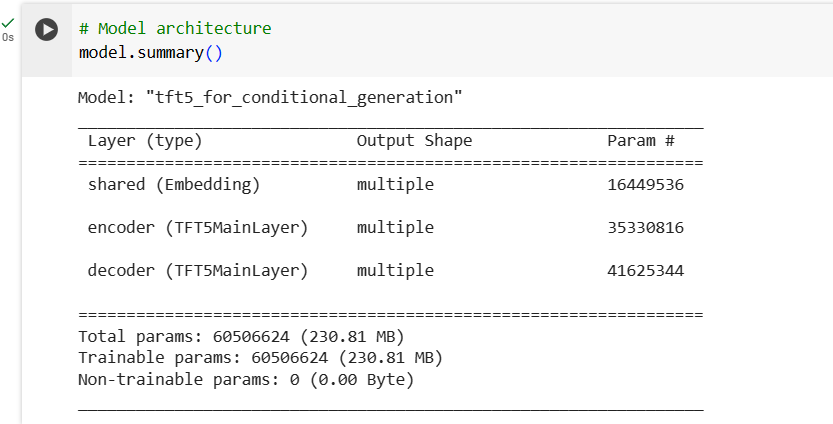 # Model architecture
0s
model.summary()
Model: "tft5_for_conditional_generation"
Layer (type) Output Shape Param #
=================================================================
shared (Embedding) multiple 16449536
encoder (TFT5MainLayer) multiple 35330816
decoder (TFT5MainLayer) multiple 41625344
=================================================================
Total params: 60506624 (230.81 MB)
Trainable params: 60506624 (230.81 MB)
Non-trainable params: 0 (0.00 Byte)